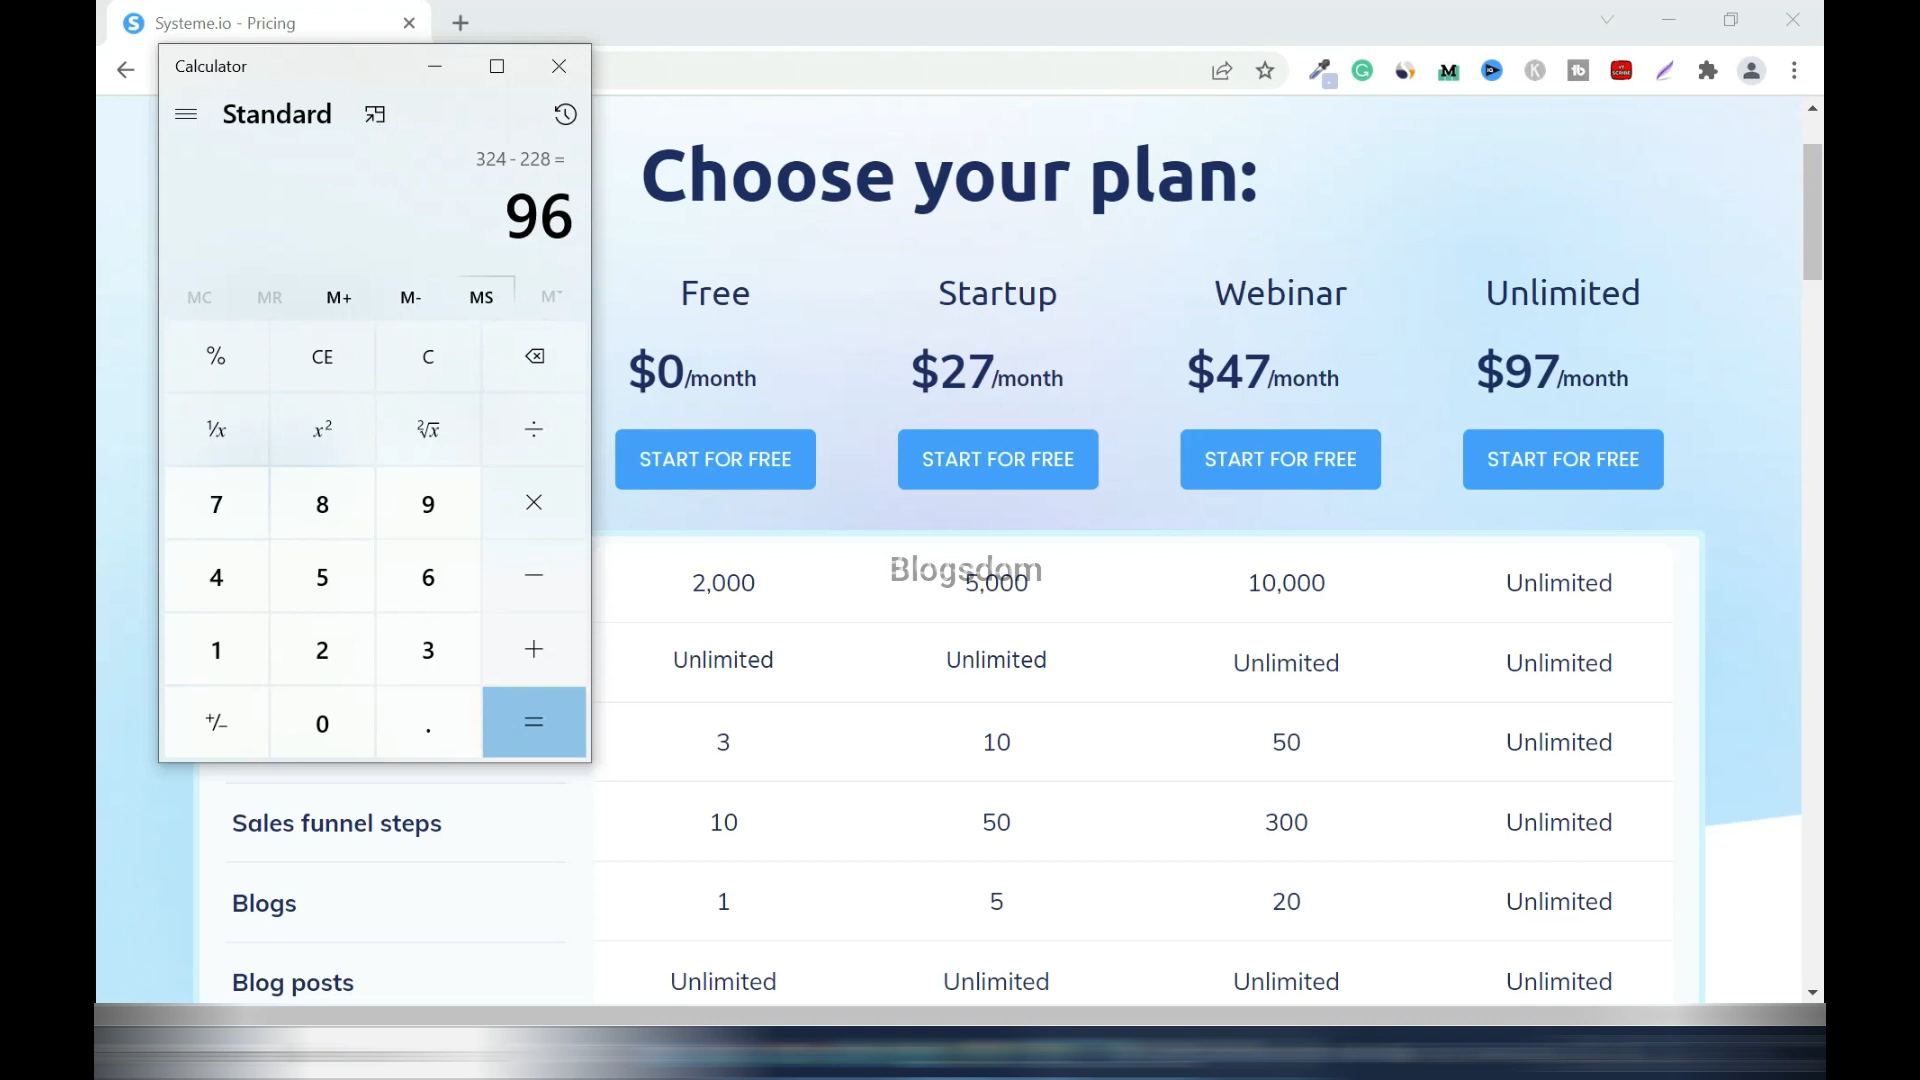 Systeme.io - Pricing
Calculator
Standard
324 - 228 =
96
MC MR M+ M- MS M˅
% CE C
¹/x x² ²√x ÷
7 8 9 ×
4 5 6 −
1 2 3 +
+/− 0 . =
Choose your plan:
Free Startup Webinar Unlimited
$0/month $27/month $47/month $97/month
START FOR FREE START FOR FREE START FOR FREE START FOR FREE
Blogsdom
2,000 5,000 10,000 Unlimited
Unlimited Unlimited Unlimited Unlimited
3 10 50 Unlimited
Sales funnel steps 10 50 300 Unlimited
Blogs 1 5 20 Unlimited
Blog posts Unlimited Unlimited Unlimited Unlimited